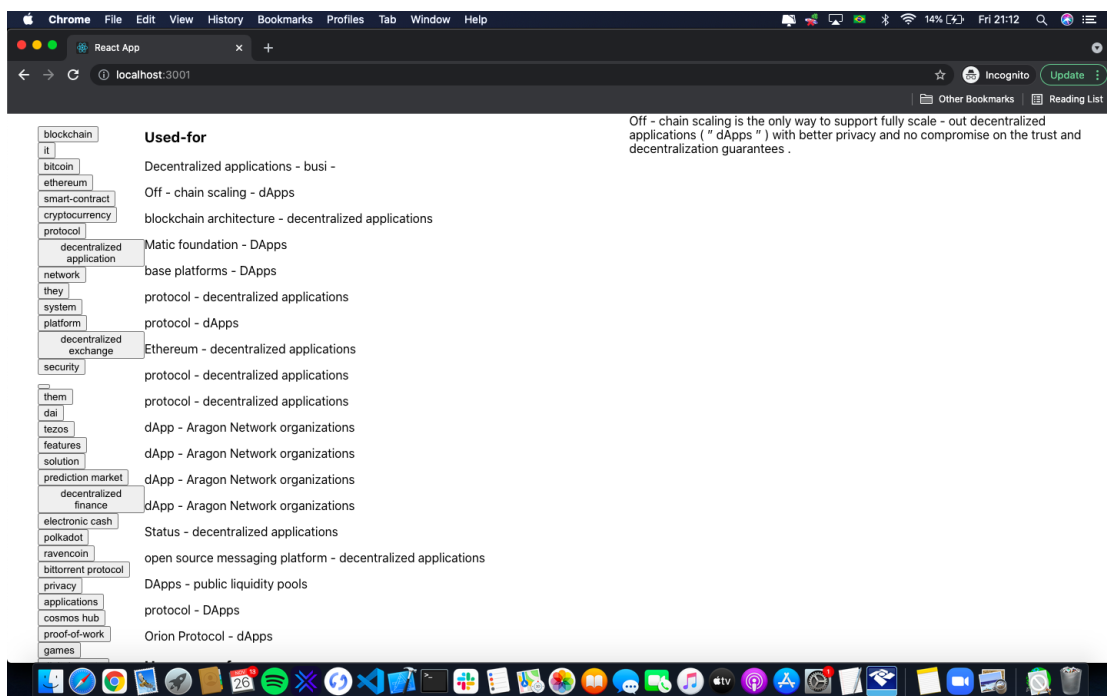 Chrome File Edit View History Bookmarks Profiles Tab Window Help 14% Fri 21:12
React App
localhost:3001 Incognito Update
Other Bookmarks Reading List
blockchain
it
bitcoin
ethereum
smart-contract
cryptocurrency
protocol
decentralized
application
network
they
system
platform
decentralized
exchange
security
them
dai
tezos
features
solution
prediction market
decentralized
finance
electronic cash
polkadot
ravencoin
bittorrent protocol
privacy
applications
cosmos hub
proof-of-work
games
Used-for
Decentralized applications - busi -
Off - chain scaling - dApps
blockchain architecture - decentralized applications
Matic foundation - DApps
base platforms - DApps
protocol - decentralized applications
protocol - dApps
Ethereum - decentralized applications
protocol - decentralized applications
protocol - decentralized applications
dApp - Aragon Network organizations
dApp - Aragon Network organizations
dApp - Aragon Network organizations
dApp - Aragon Network organizations
Status - decentralized applications
open source messaging platform - decentralized applications
DApps - public liquidity pools
protocol - DApps
Orion Protocol - dApps
Off - chain scaling is the only way to support fully scale - out decentralized
applications ( " dApps " ) with better privacy and no compromise on the trust and
decentralization guarantees .
26
tv